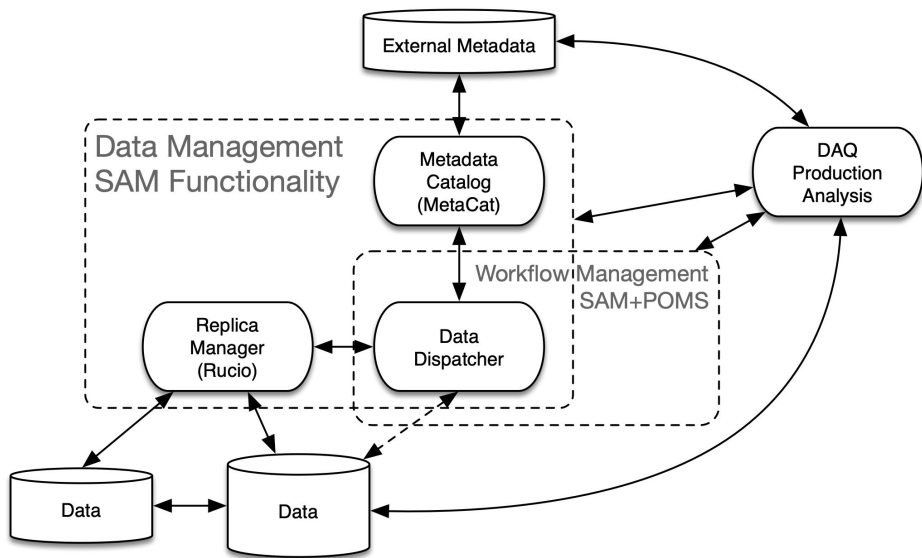 External Metadata
Data Management
SAM Functionality
Metadata
Catalog
(MetaCat)
DAQ
Production
Analysis
Workflow Management
SAM+POMS
Replica
Manager
(Rucio)
Data
Dispatcher
Data
Data